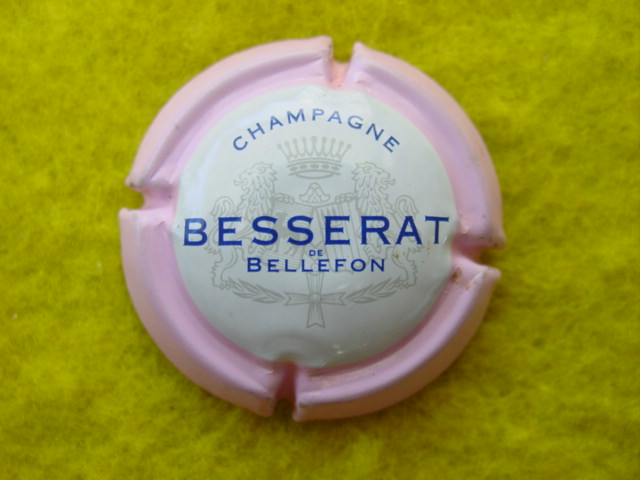 CHAMPAGNE
BESSERAT
DE
BELLEFON